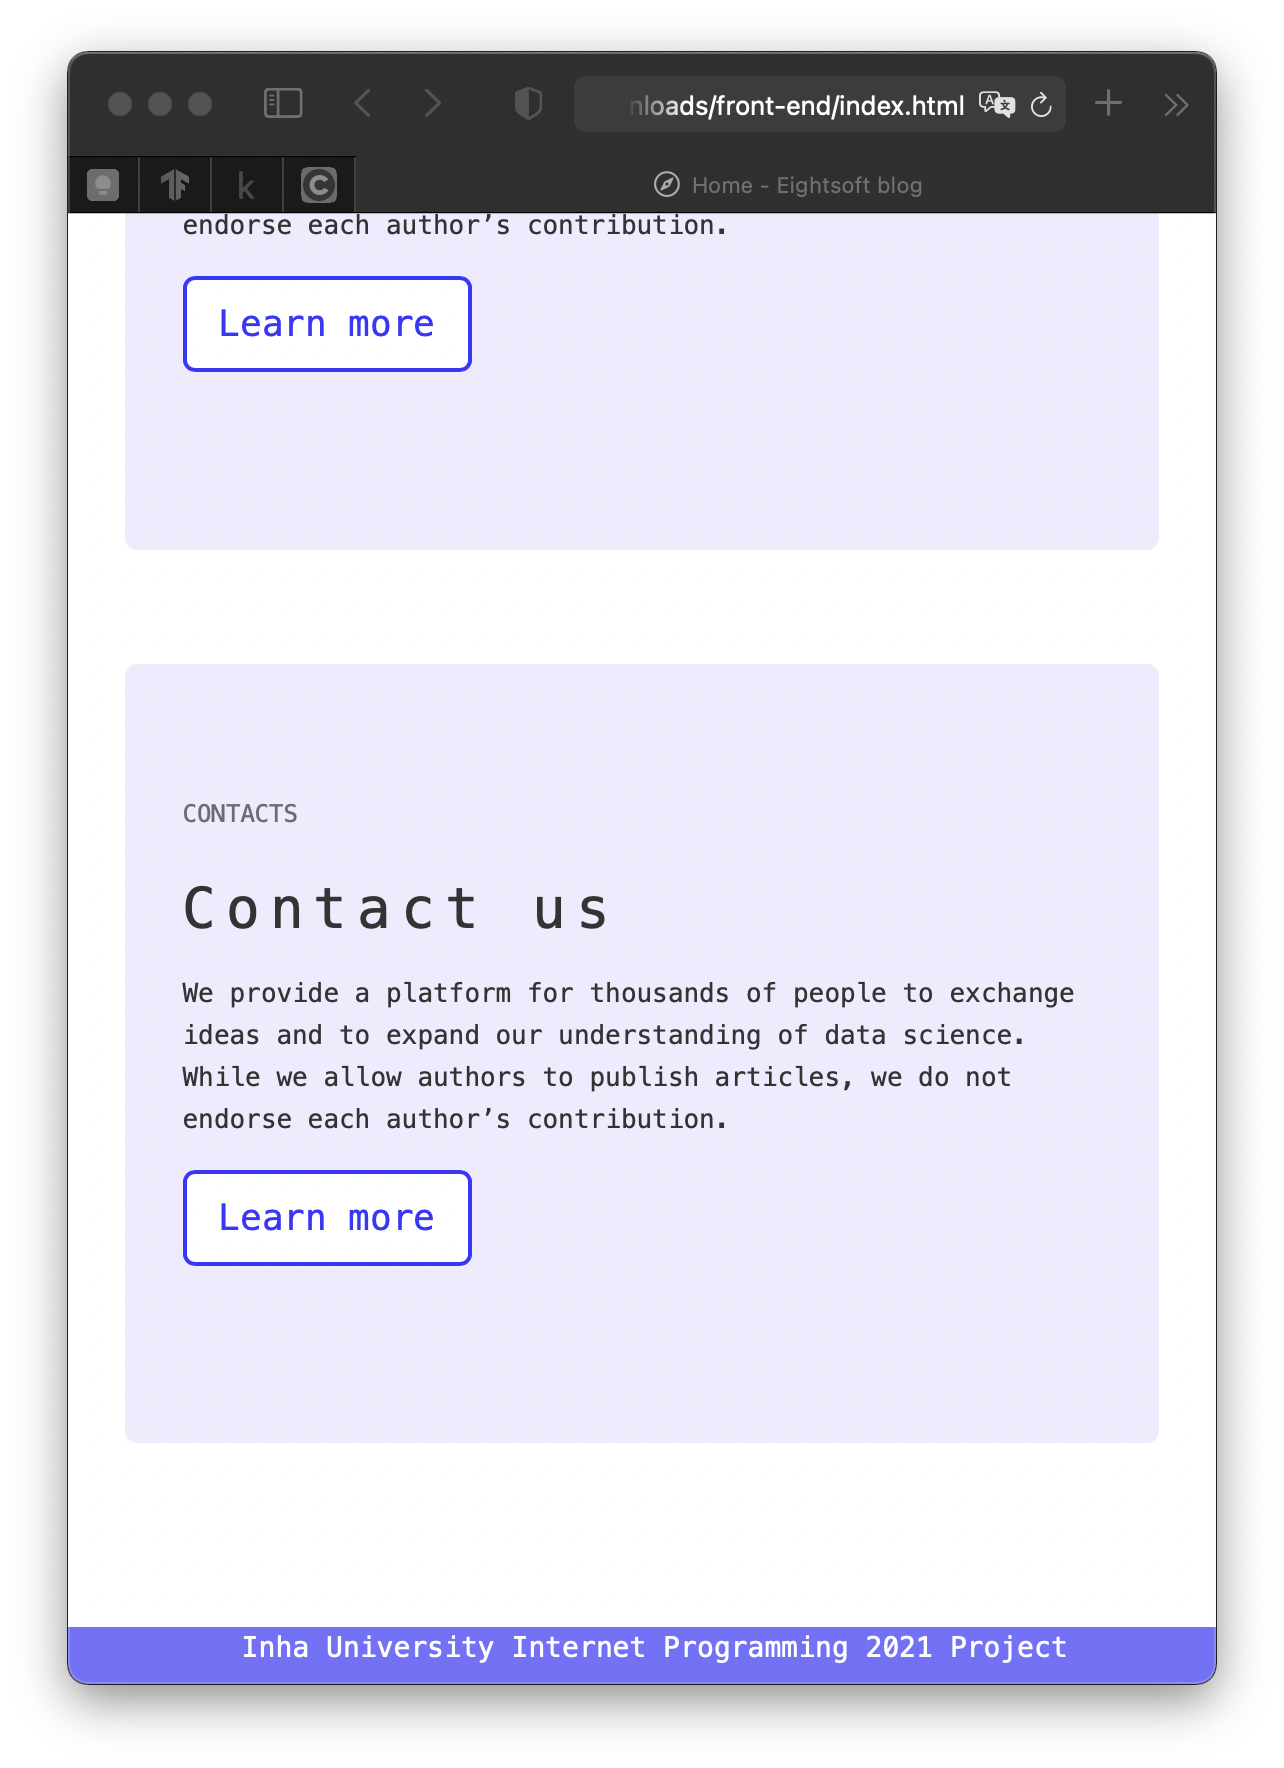 nloads/front-end/index.html
k
C
Home - Eightsoft blog
endorse each author’s contribution.
Learn more
CONTACTS
Contact us
We provide a platform for thousands of people to exchange
ideas and to expand our understanding of data science.
While we allow authors to publish articles, we do not
endorse each author’s contribution.
Learn more
Inha University Internet Programming 2021 Project